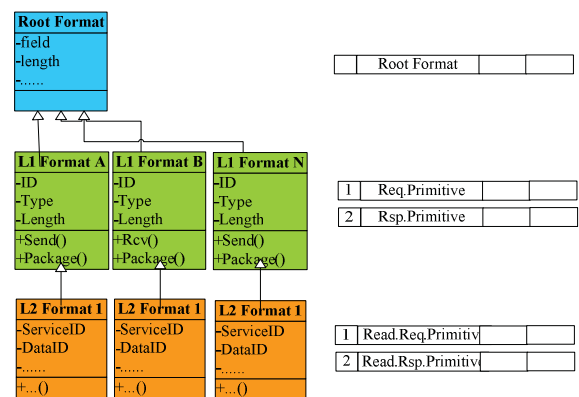 Root Format
-field
-length
-......
Root Format
L1 Format A
-ID
-Type
-Length
+Send()
+Package()
L1 Format B
-ID
-Type
-Length
+Rcv()
+Package()
L1 Format N
-ID
-Type
-Length
+Send()
+Package()
1 Req.Primitive
2 Rsp.Primitive
L2 Format 1
-ServiceID
-DataID
-......
+...()
L2 Format 1
-ServiceID
-DataID
-......
+...()
L2 Format 1
-ServiceID
-DataID
-......
+...()
1 Read.Req.Primitiv
2 Read.Rsp.Primitive